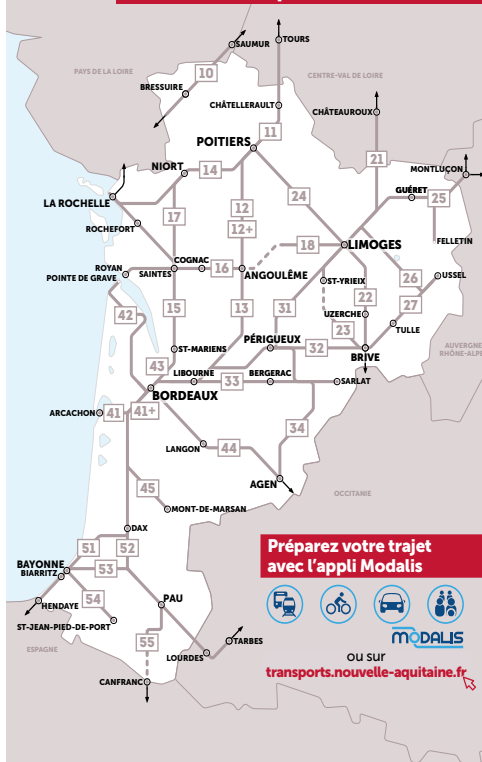 SAUMUR
TOURS
PAYS DE LA LOIRE
10
CENTRE-VAL DE LOIRE
BRESSUIRE
CHÂTELLERAULT
CHÂTEAUROUX
11
POITIERS
21
NIORT
14
MONTLUÇON
GUÉRET
25
LA ROCHELLE
24
12
17
12+
ROCHEFORT
FELLETIN
18
LIMOGES
COGNAC
ROYAN
16
POINTE DE GRAVE
SAINTES
ANGOULÊME
26
USSEL
ST-YRIEIX
22
27
42
15
13
31
UZERCHE
23
TULLE
PÉRIGUEUX
ST-MARIENS
32
AUVERGNE
RHÔNE-ALPE
BRIVE
43
LIBOURNE
33
BERGERAC
SARLAT
BORDEAUX
ARCACHON
41
41+
34
LANGON
44
AGEN
45
OCCITANIE
MONT-DE-MARSAN
DAX
51
52
Préparez votre trajet
avec l'appli Modalis
BAYONNE
BIARRITZ
53
54
PAU
HENDAYE
ST-JEAN-PIED-DE-PORT
MODALIS
55
TARBES
ESPAGNE
LOURDES
ou sur
transports.nouvelle-aquitaine.fr
CANFRANC